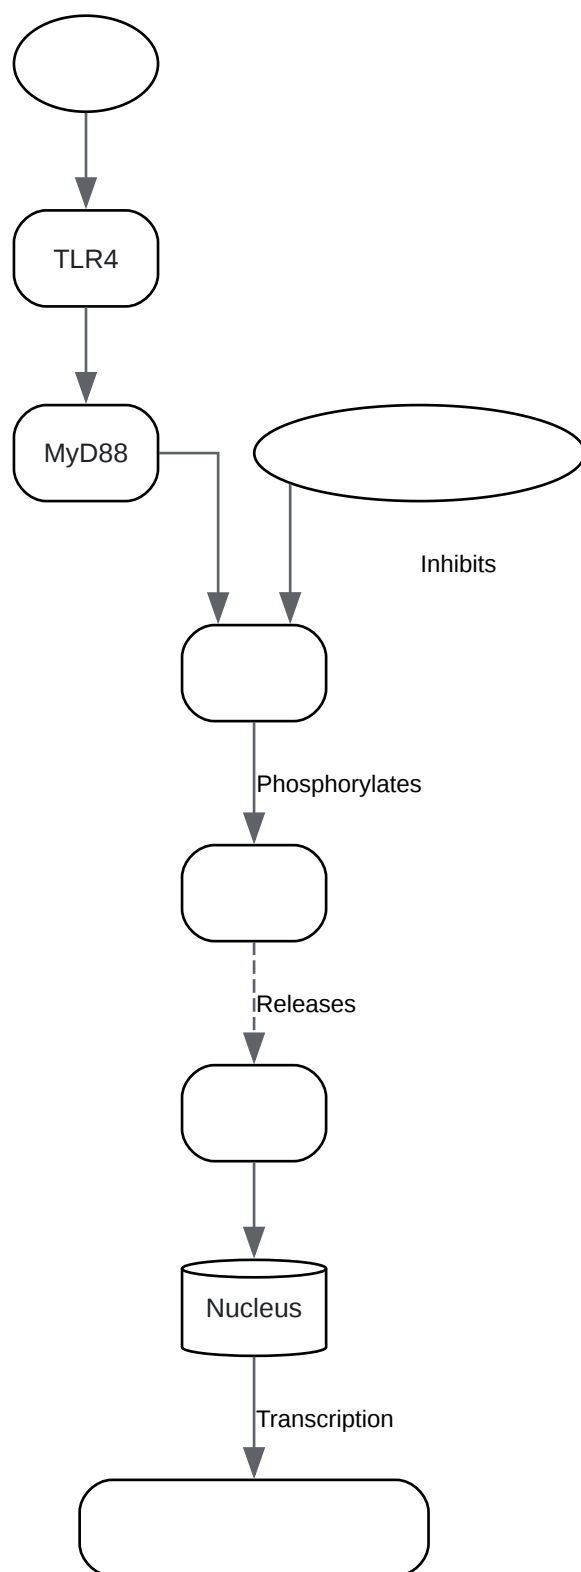 TLR4
MyD88
Inhibits
Phosphorylates
Releases
Nucleus
Transcription